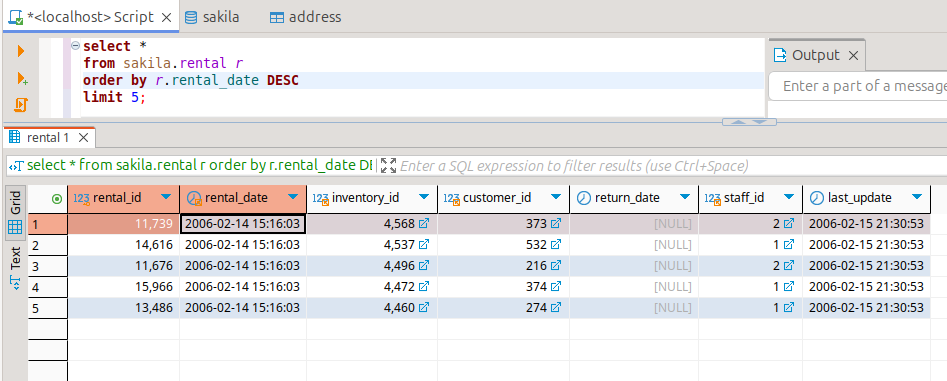 *<localhost> Script
sakila
address
select *
from sakila.rental r
order by r.rental_date DESC
limit 5;
Output
Enter a part of a message
rental 1
select * from sakila.rental r order by r.rental_date DE
Enter a SQL expression to filter results (use Ctrl+Space)
Grid
Text
123 rental_id rental_date 123 inventory_id 123 customer_id return_date 123 staff_id last_update
1 11,739 2006-02-14 15:16:03 4,568 373 [NULL] 2 2006-02-15 21:30:53
2 14,616 2006-02-14 15:16:03 4,537 532 [NULL] 1 2006-02-15 21:30:53
3 11,676 2006-02-14 15:16:03 4,496 216 [NULL] 2 2006-02-15 21:30:53
4 15,966 2006-02-14 15:16:03 4,472 374 [NULL] 1 2006-02-15 21:30:53
5 13,486 2006-02-14 15:16:03 4,460 274 [NULL] 1 2006-02-15 21:30:53